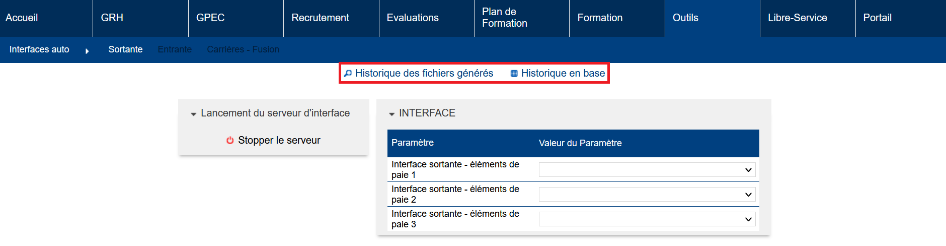 Accueil
GRH
GPEC
Recrutement
Evaluations
Plan de
Formation
Formation
Outils
Libre-Service
Portail
Interfaces auto
Sortante
Entrante
Carrières - Fusion
Historique des fichiers générés
Historique en base
Lancement du serveur d'interface
Stopper le serveur
INTERFACE
Paramètre
Valeur du Paramètre
Interface sortante - éléments de
paie 1
Interface sortante - éléments de
paie 2
Interface sortante - éléments de
paie 3